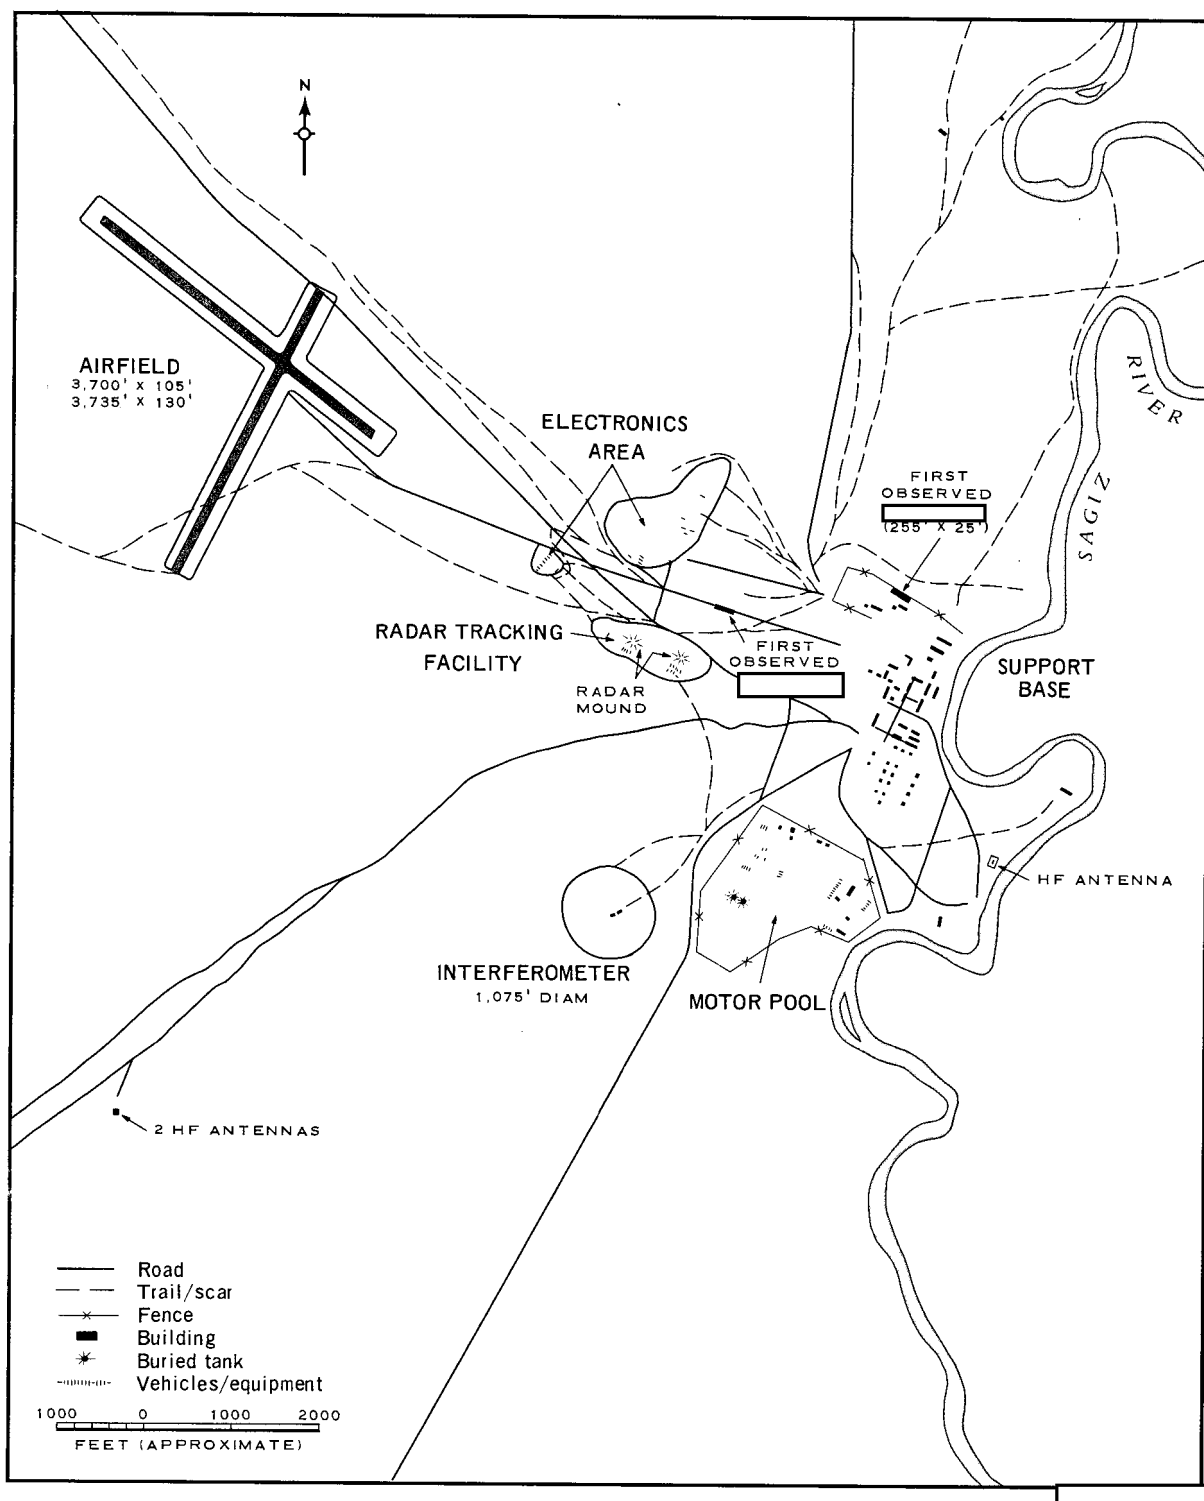 N
AIRFIELD
3,700' X 105'
3,735' X 130'
ELECTRONICS
AREA
RIVER
SAGIZ
FIRST
OBSERVED
(255' X 25')
RADAR TRACKING
FACILITY
FIRST
OBSERVED
RADAR
MOUND
SUPPORT
BASE
HF ANTENNA
INTERFEROMETER
1,075' DIAM
MOTOR POOL
2 HF ANTENNAS
Road
Trail/scar
Fence
Building
Buried tank
Vehicles/equipment
1000 0 1000 2000
FEET (APPROXIMATE)